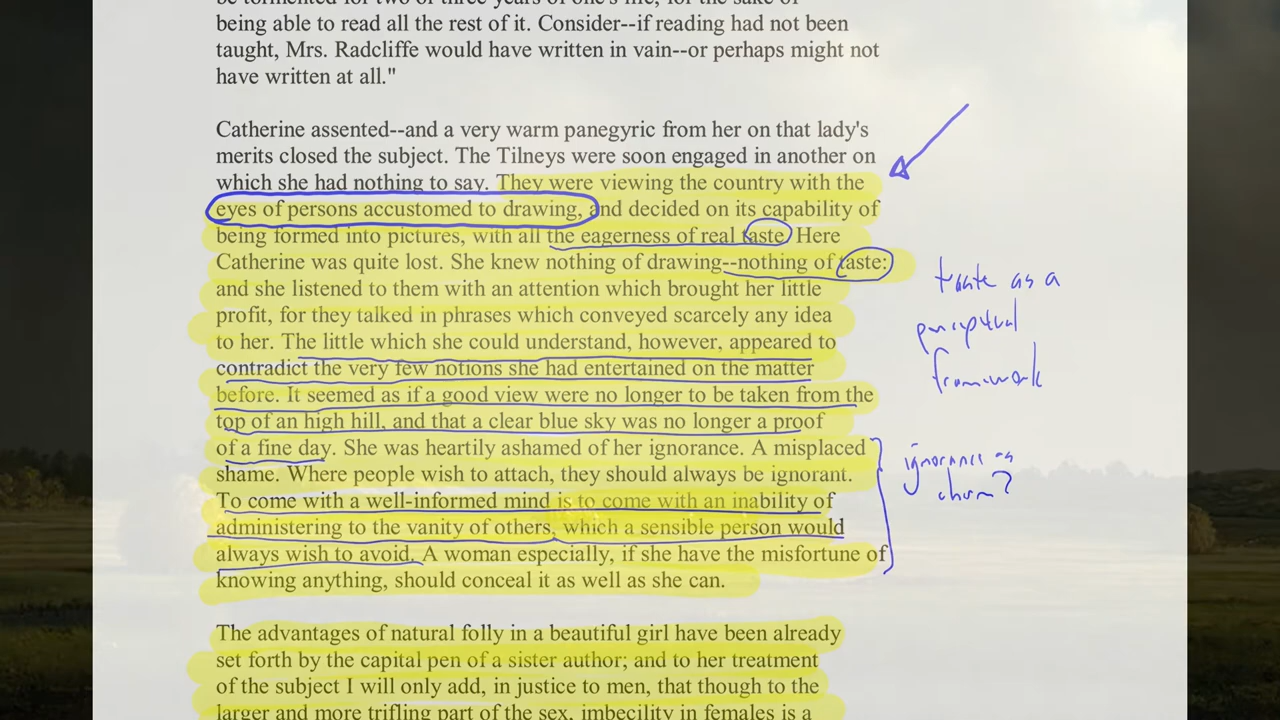 be tormented for two or three years of one's life, for the sake of
being able to read all the rest of it. Consider--if reading had not been
taught, Mrs. Radcliffe would have written in vain--or perhaps might not
have written at all."
Catherine assented--and a very warm panegyric from her on that lady's
merits closed the subject. The Tilneys were soon engaged in another on
which she had nothing to say. They were viewing the country with the
eyes of persons accustomed to drawing, and decided on its capability of
being formed into pictures, with all the eagerness of real taste. Here
Catherine was quite lost. She knew nothing of drawing--nothing of taste:
and she listened to them with an attention which brought her little
profit, for they talked in phrases which conveyed scarcely any idea
to her. The little which she could understand, however, appeared to
contradict the very few notions she had entertained on the matter
before. It seemed as if a good view were no longer to be taken from the
top of an high hill, and that a clear blue sky was no longer a proof
of a fine day. She was heartily ashamed of her ignorance. A misplaced
shame. Where people wish to attach, they should always be ignorant.
To come with a well-informed mind is to come with an inability of
administering to the vanity of others, which a sensible person would
always wish to avoid. A woman especially, if she have the misfortune of
knowing anything, should conceal it as well as she can.
The advantages of natural folly in a beautiful girl have been already
set forth by the capital pen of a sister author; and to her treatment
of the subject I will only add, in justice to men, that though to the
larger and more trifling part of the sex, imbecility in females is a
taste as a
perceptual
framework
ignorance as
charm?